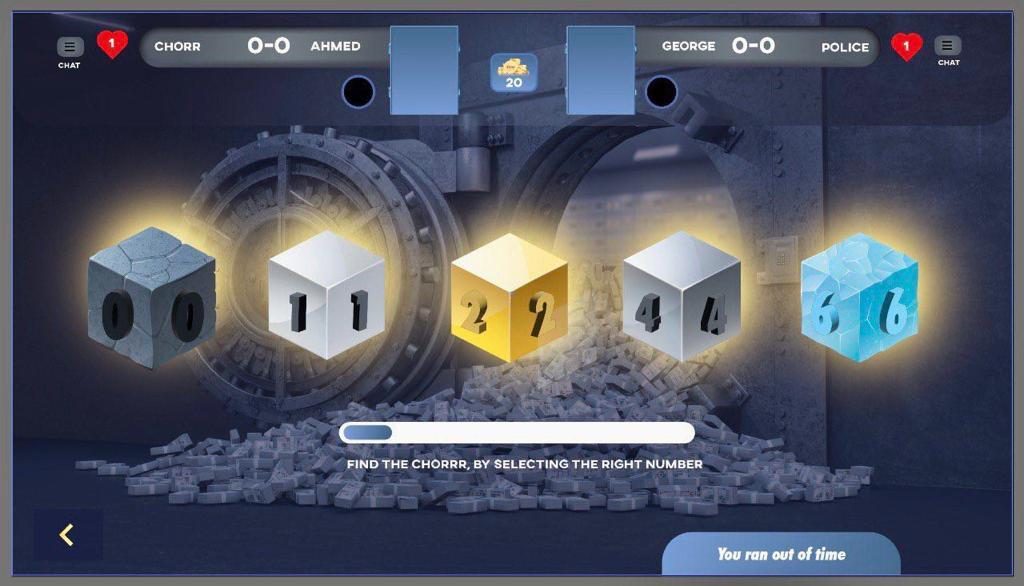 CHORR 0-0 AHMED
GEORGE 0-0 POLICE
1
1
CHAT
CHAT
20
0 0
1 1
2 2
4 4
6 6
FIND THE CHORRR, BY SELECTING THE RIGHT NUMBER
You ran out of time